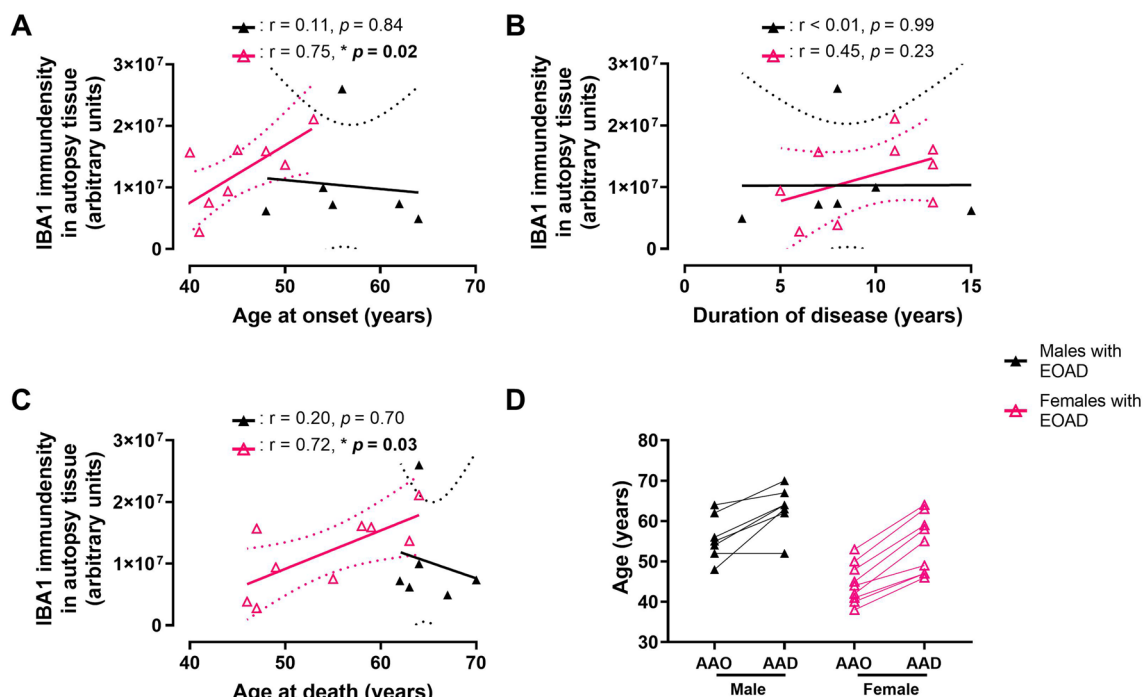 A
: r = 0.11, p = 0.84
: r = 0.75, * p = 0.02
IBA1 immundensity
in autopsy tissue
(arbitrary units)
3×10⁷
2×10⁷
1×10⁷
0
40 50 60 70
Age at onset (years)
B
: r < 0.01, p = 0.99
: r = 0.45, p = 0.23
IBA1 immundensity
in autopsy tissue
(arbitrary units)
3×10⁷
2×10⁷
1×10⁷
0
0 5 10 15
Duration of disease (years)
Males with
EOAD
Females with
EOAD
C
: r = 0.20, p = 0.70
: r = 0.72, * p = 0.03
IBA1 immundensity
in autopsy tissue
(arbitrary units)
3×10⁷
2×10⁷
1×10⁷
0
40 50 60 70
Age at death (years)
D
Age (years)
80
70
60
50
40
30
AAO AAD AAO AAD
Male Female